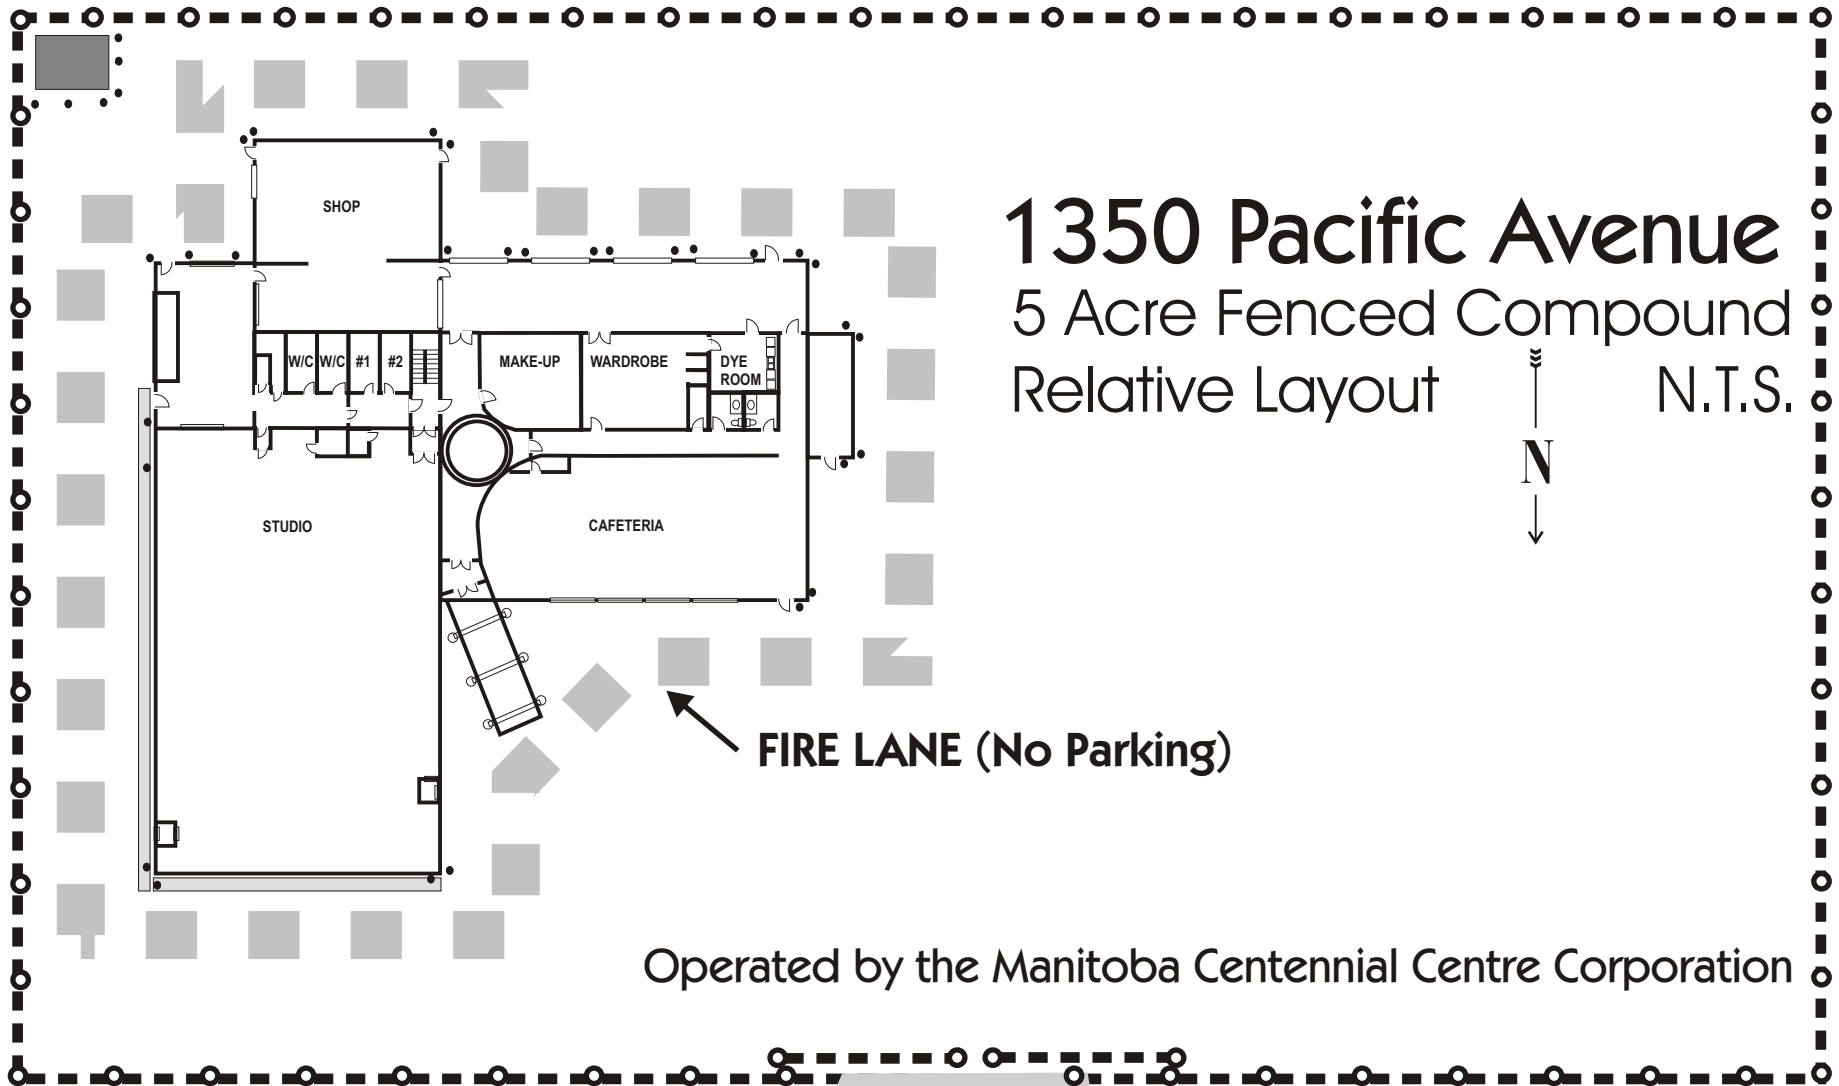 1350 Pacific Avenue
5 Acre Fenced Compound
Relative Layout N.T.S.
N
SHOP
W/C W/C #1 #2
MAKE-UP
WARDROBE
DYE
ROOM
STUDIO
CAFETERIA
FIRE LANE (No Parking)
Operated by the Manitoba Centennial Centre Corporation